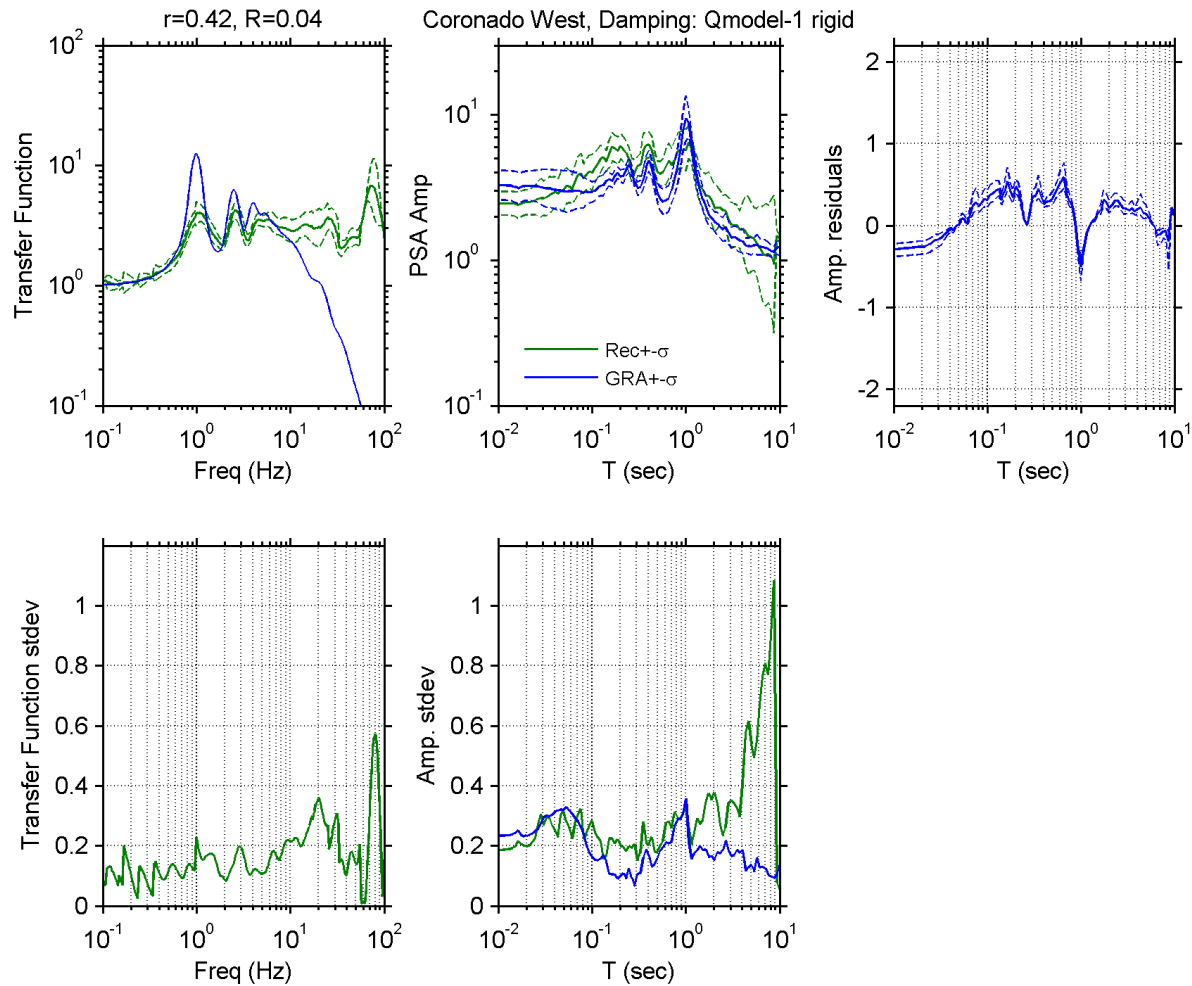 r=0.42, R=0.04
Coronado West, Damping: Qmodel-1 rigid
10^2
10^1
10^0
10^-1
Transfer Function
10^-1 10^0 10^1 10^2
Freq (Hz)
10^1
10^0
10^-1
PSA Amp
Rec+-σ
GRA+-σ
10^-2 10^-1 10^0 10^1
T (sec)
2
1
0
-1
-2
Amp. residuals
10^-2 10^-1 10^0 10^1
T (sec)
1
0.8
0.6
0.4
0.2
0
Transfer Function stdev
10^-1 10^0 10^1 10^2
Freq (Hz)
1
0.8
0.6
0.4
0.2
0
Amp. stdev
10^-2 10^-1 10^0 10^1
T (sec)